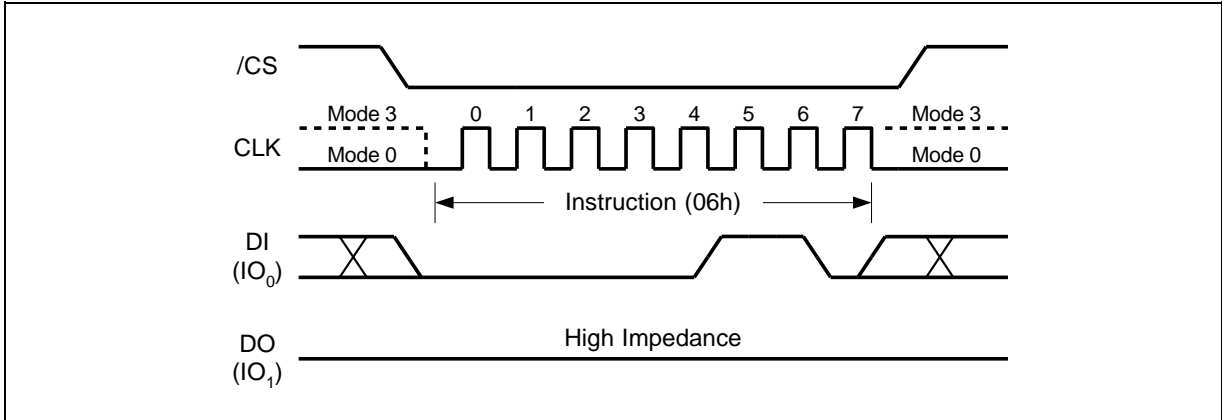 /CS
Mode 3 0 1 2 3 4 5 6 7 Mode 3
CLK
Mode 0 Mode 0
Instruction (06h)
DI
(IO₀)
High Impedance
DO
(IO₁)